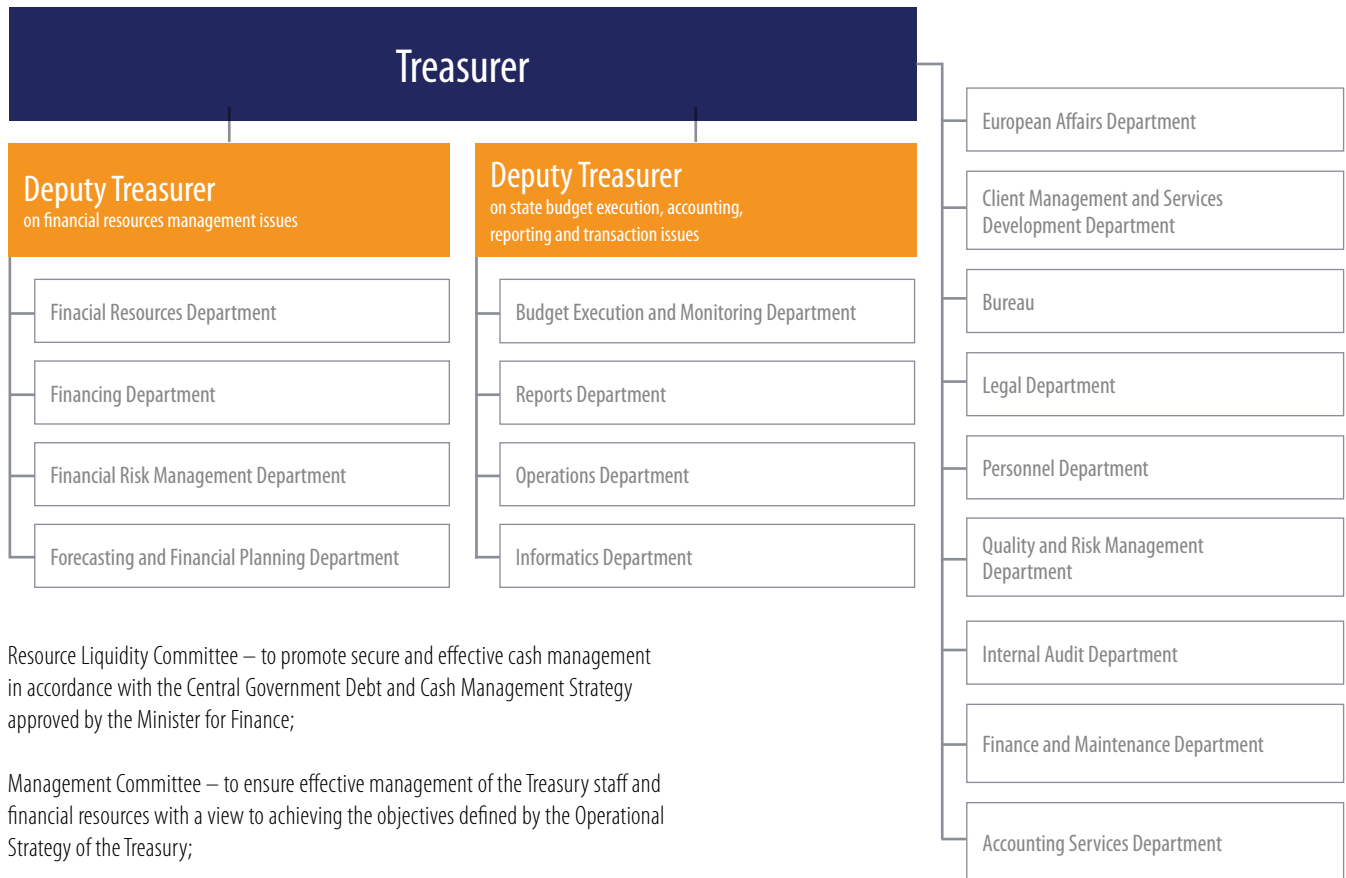 Treasurer
Deputy Treasurer
on financial resources management issues
Finacial Resources Department
Financing Department
Financial Risk Management Department
Forecasting and Financial Planning Department
Deputy Treasurer
on state budget execution, accounting,
reporting and transaction issues
Budget Execution and Monitoring Department
Reports Department
Operations Department
Informatics Department
European Affairs Department
Client Management and Services
Development Department
Bureau
Legal Department
Personnel Department
Quality and Risk Management
Department
Internal Audit Department
Finance and Maintenance Department
Accounting Services Department
Resource Liquidity Committee – to promote secure and effective cash management
in accordance with the Central Government Debt and Cash Management Strategy
approved by the Minister for Finance;
Management Committee – to ensure effective management of the Treasury staff and
financial resources with a view to achieving the objectives defined by the Operational
Strategy of the Treasury;